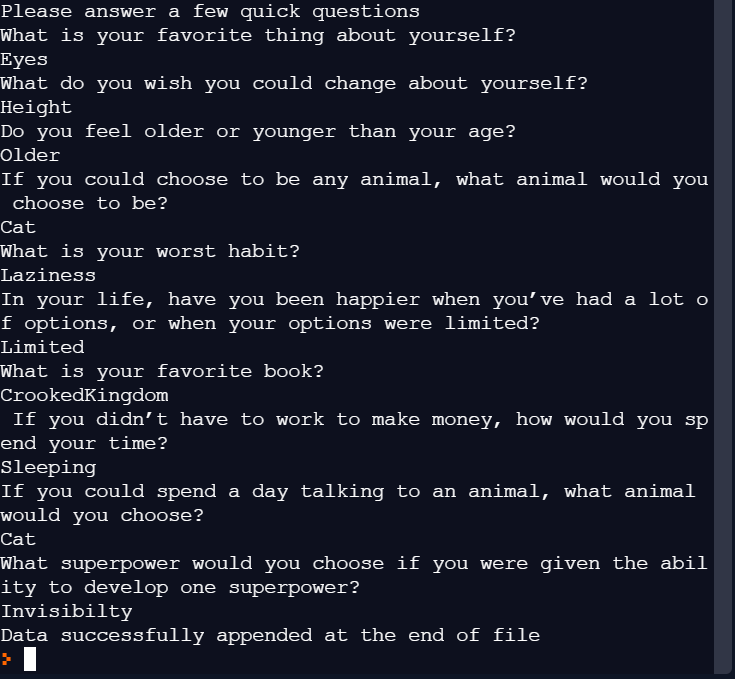 Please answer a few quick questions
What is your favorite thing about yourself?
Eyes
What do you wish you could change about yourself?
Height
Do you feel older or younger than your age?
Older
If you could choose to be any animal, what animal would you
 choose to be?
Cat
What is your worst habit?
Laziness
In your life, have you been happier when you’ve had a lot o
f options, or when your options were limited?
Limited
What is your favorite book?
CrookedKingdom
 If you didn’t have to work to make money, how would you sp
end your time?
Sleeping
If you could spend a day talking to an animal, what animal
would you choose?
Cat
What superpower would you choose if you were given the abil
ity to develop one superpower?
Invisibilty
Data successfully appended at the end of file
>